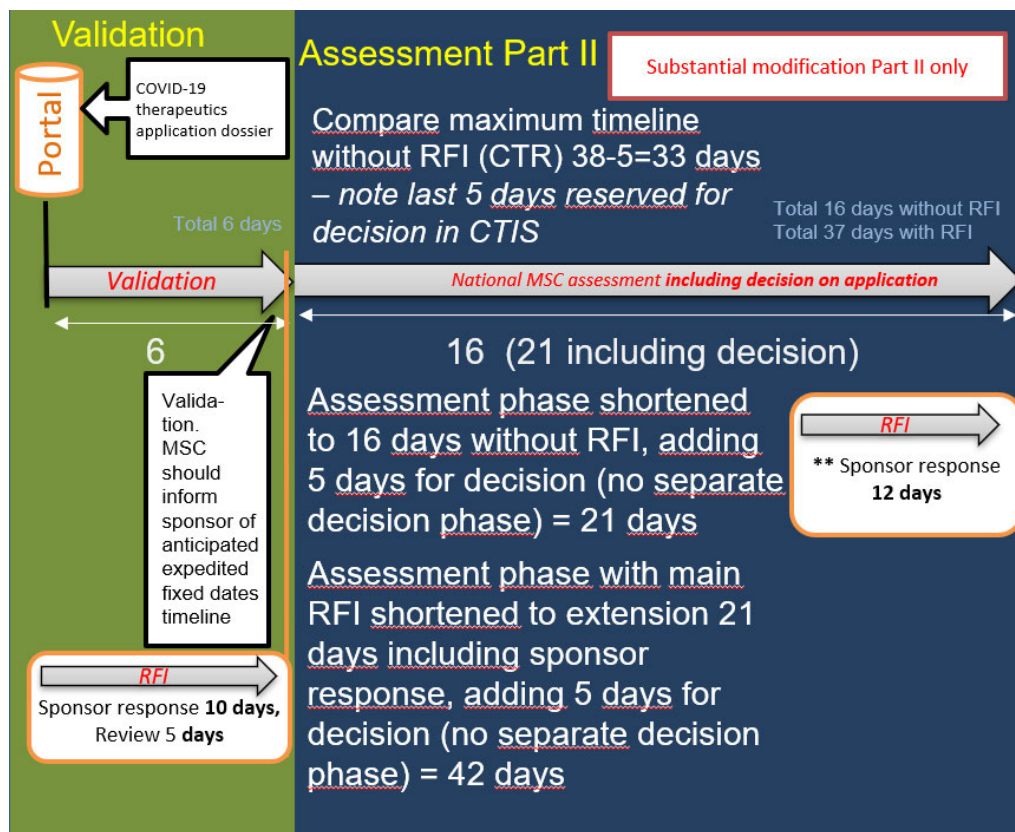 Validation
Portal
COVID-19
therapeutics
application dossier
Total 6 days
Validation
6
Valida-
tion.
MSC
should
inform
sponsor of
anticipated
expedited
fixed dates
timeline
RFI
Sponsor response 10 days,
Review 5 days
Assessment Part II
Substantial modification Part II only
Compare maximum timeline
without RFI (CTR) 38-5=33 days
– note last 5 days reserved for
decision in CTIS
Total 16 days without RFI
Total 37 days with RFI
National MSC assessment including decision on application
16 (21 including decision)
Assessment phase shortened
to 16 days without RFI, adding
5 days for decision (no separate
decision phase) = 21 days
RFI
** Sponsor response
12 days
Assessment phase with main
RFI shortened to extension 21
days including sponsor
response, adding 5 days for
decision (no separate decision
phase) = 42 days